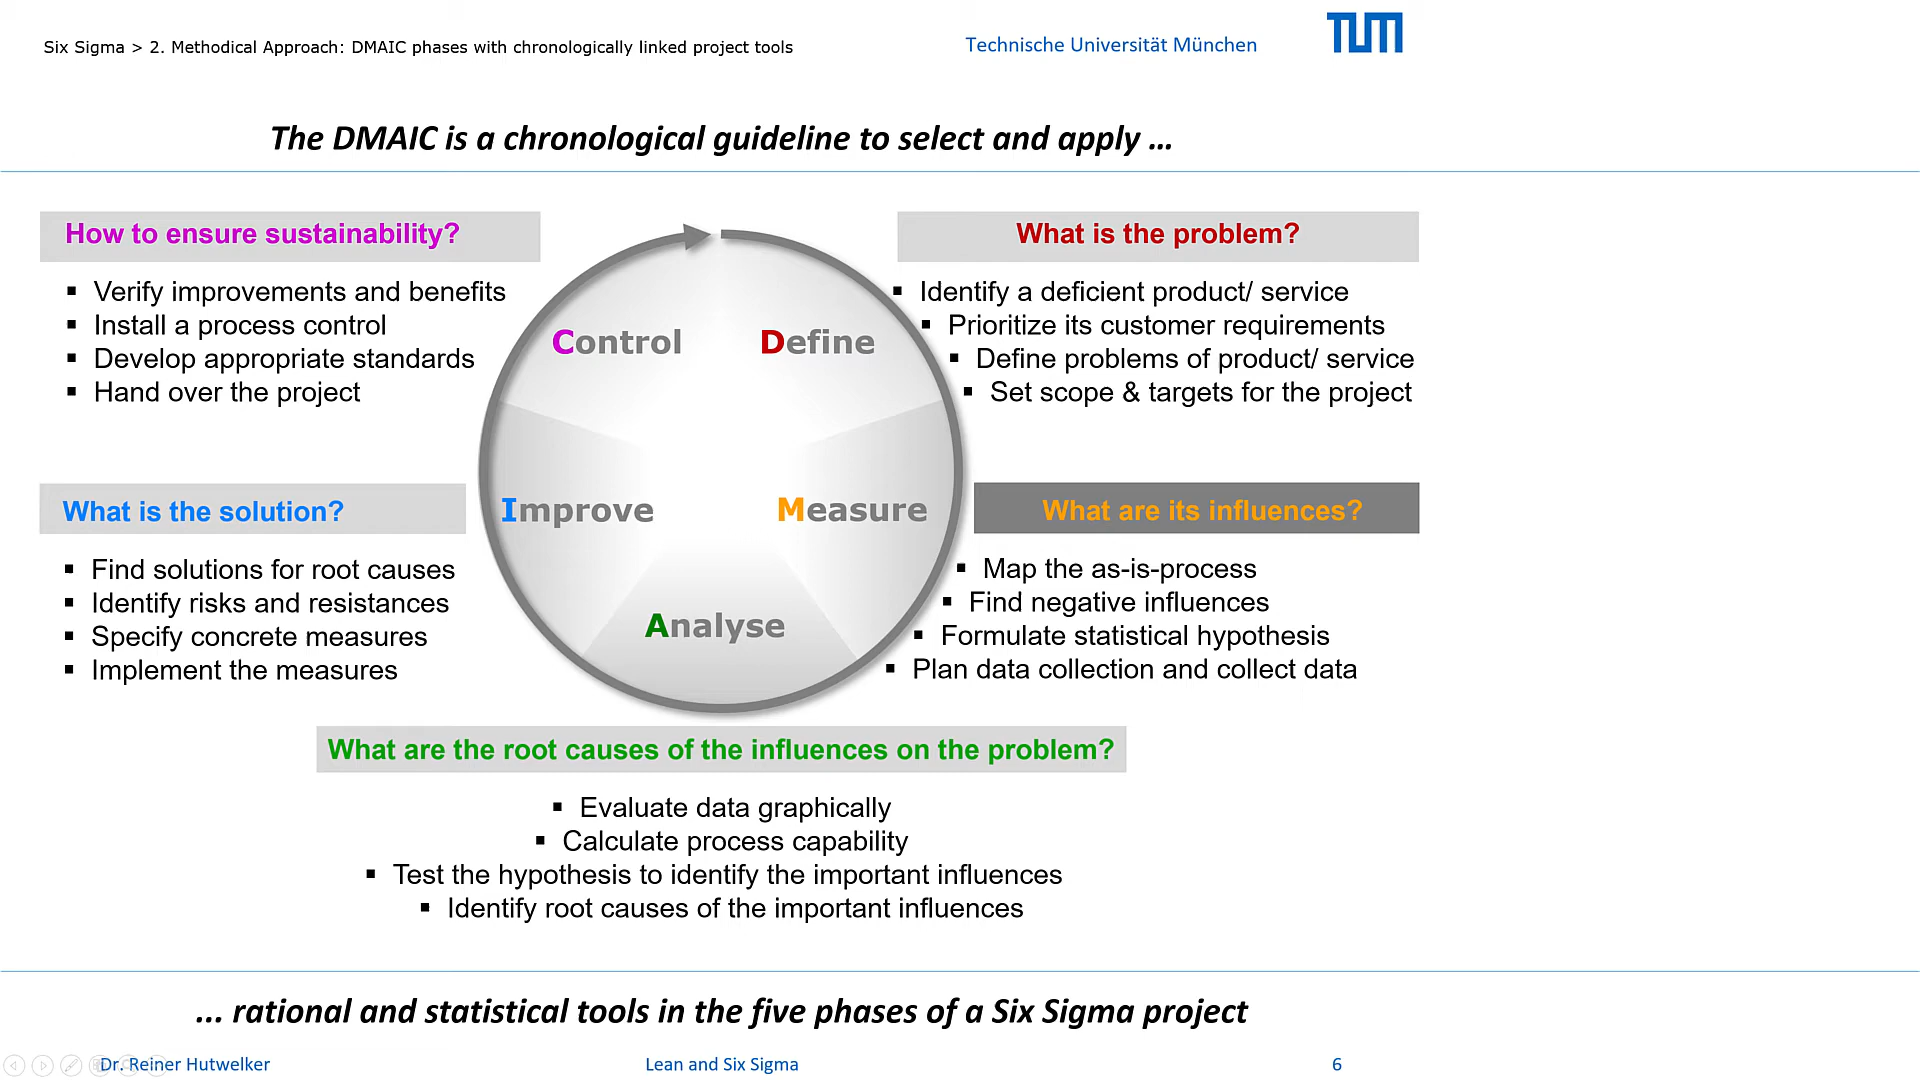 Six Sigma > 2. Methodical Approach: DMAIC phases with chronologically linked project tools
Technische Universität München
TUM
The DMAIC is a chronological guideline to select and apply ...
How to ensure sustainability?
▪ Verify improvements and benefits
▪ Install a process control
▪ Develop appropriate standards
▪ Hand over the project
What is the problem?
▪ Identify a deficient product/ service
▪ Prioritize its customer requirements
▪ Define problems of product/ service
▪ Set scope & targets for the project
Control
Define
Improve
Measure
Analyse
What is the solution?
▪ Find solutions for root causes
▪ Identify risks and resistances
▪ Specify concrete measures
▪ Implement the measures
What are its influences?
▪ Map the as-is-process
▪ Find negative influences
▪ Formulate statistical hypothesis
▪ Plan data collection and collect data
What are the root causes of the influences on the problem?
▪ Evaluate data graphically
▪ Calculate process capability
▪ Test the hypothesis to identify the important influences
▪ Identify root causes of the important influences
... rational and statistical tools in the five phases of a Six Sigma project
Dr. Reiner Hutwelker
Lean and Six Sigma
6